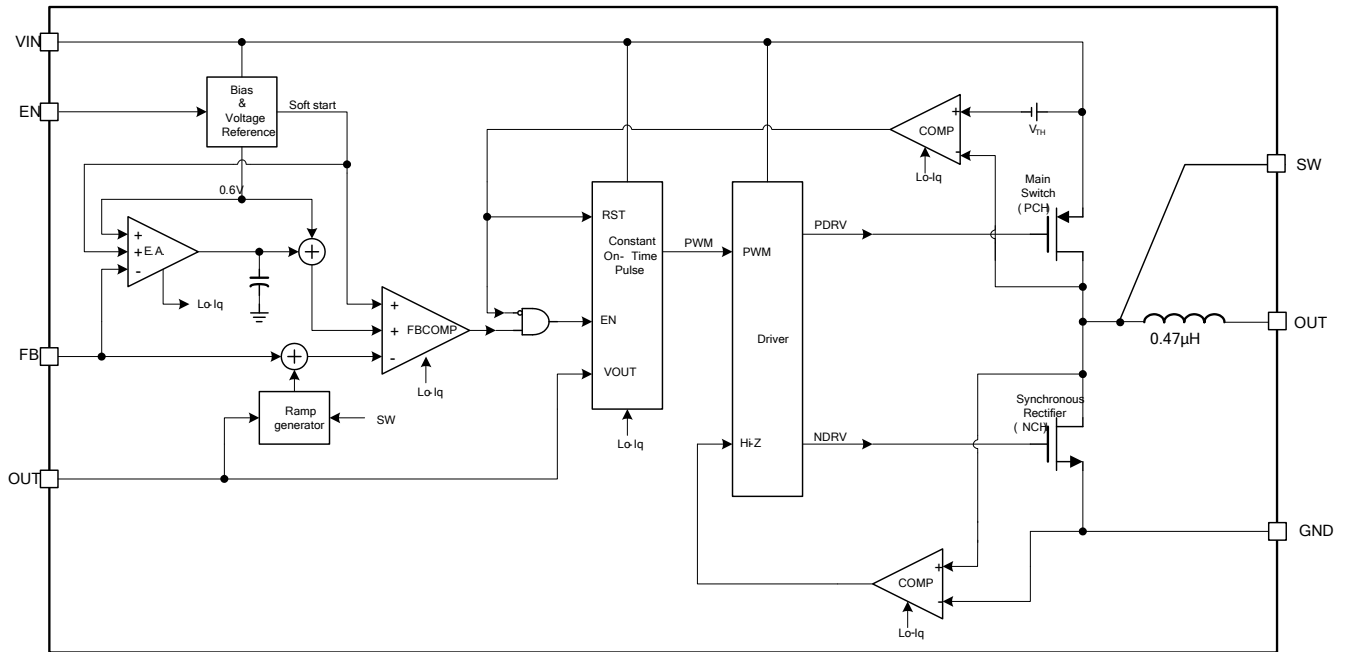 VIN
EN
Bias
&
Voltage
Reference
Soft start
0.6V
+
+
-
E.A.
Lo-Iq
+
FB
+
Ramp
generator
SW
OUT
+
+
-
FBCOMP
Lo-Iq
RST
Constant
On- Time
Pulse
EN
VOUT
Lo-Iq
PWM
PWM
Driver
Hi-Z
PDRV
NDRV
COMP
+
-
Lo-Iq
VTH
Main
Switch
( PCH)
Synchronous
Rectifier
( NCH)
COMP
+
-
Lo-Iq
0.47µH
SW
OUT
GND